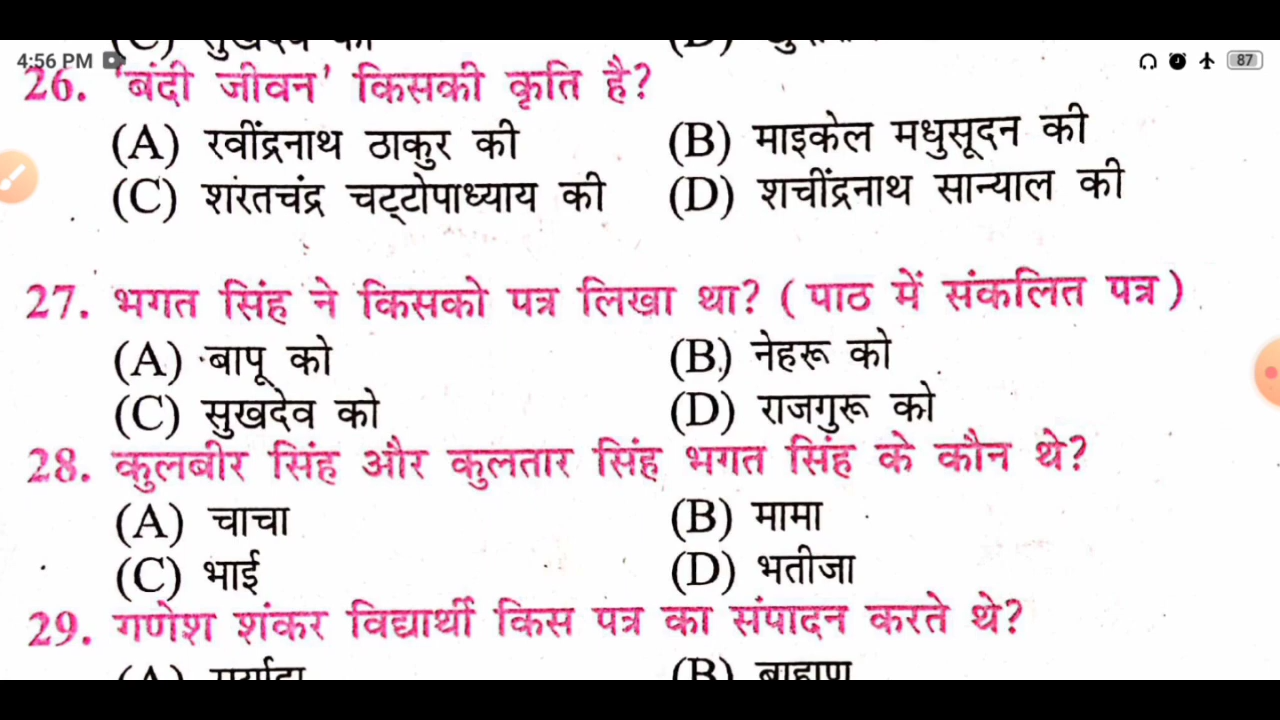 4:56 PM
87
26. 'बंदी जीवन' किसकी कृति है?
(A) रवींद्रनाथ ठाकुर की (B) माइकेल मधुसूदन की
(C) शरतचंद्र चट्टोपाध्याय की (D) शचींद्रनाथ सान्याल की
27. भगत सिंह ने किसको पत्र लिखा था? ( पाठ में संकलित पत्र )
(A) बापू को (B) नेहरू को
(C) सुखदेव को (D) राजगुरू को
28. कुलबीर सिंह और कुलतार सिंह भगत सिंह के कौन थे?
(A) चाचा (B) मामा
(C) भाई (D) भतीजा
29. गणेश शंकर विद्यार्थी किस पत्र का संपादन करते थे?